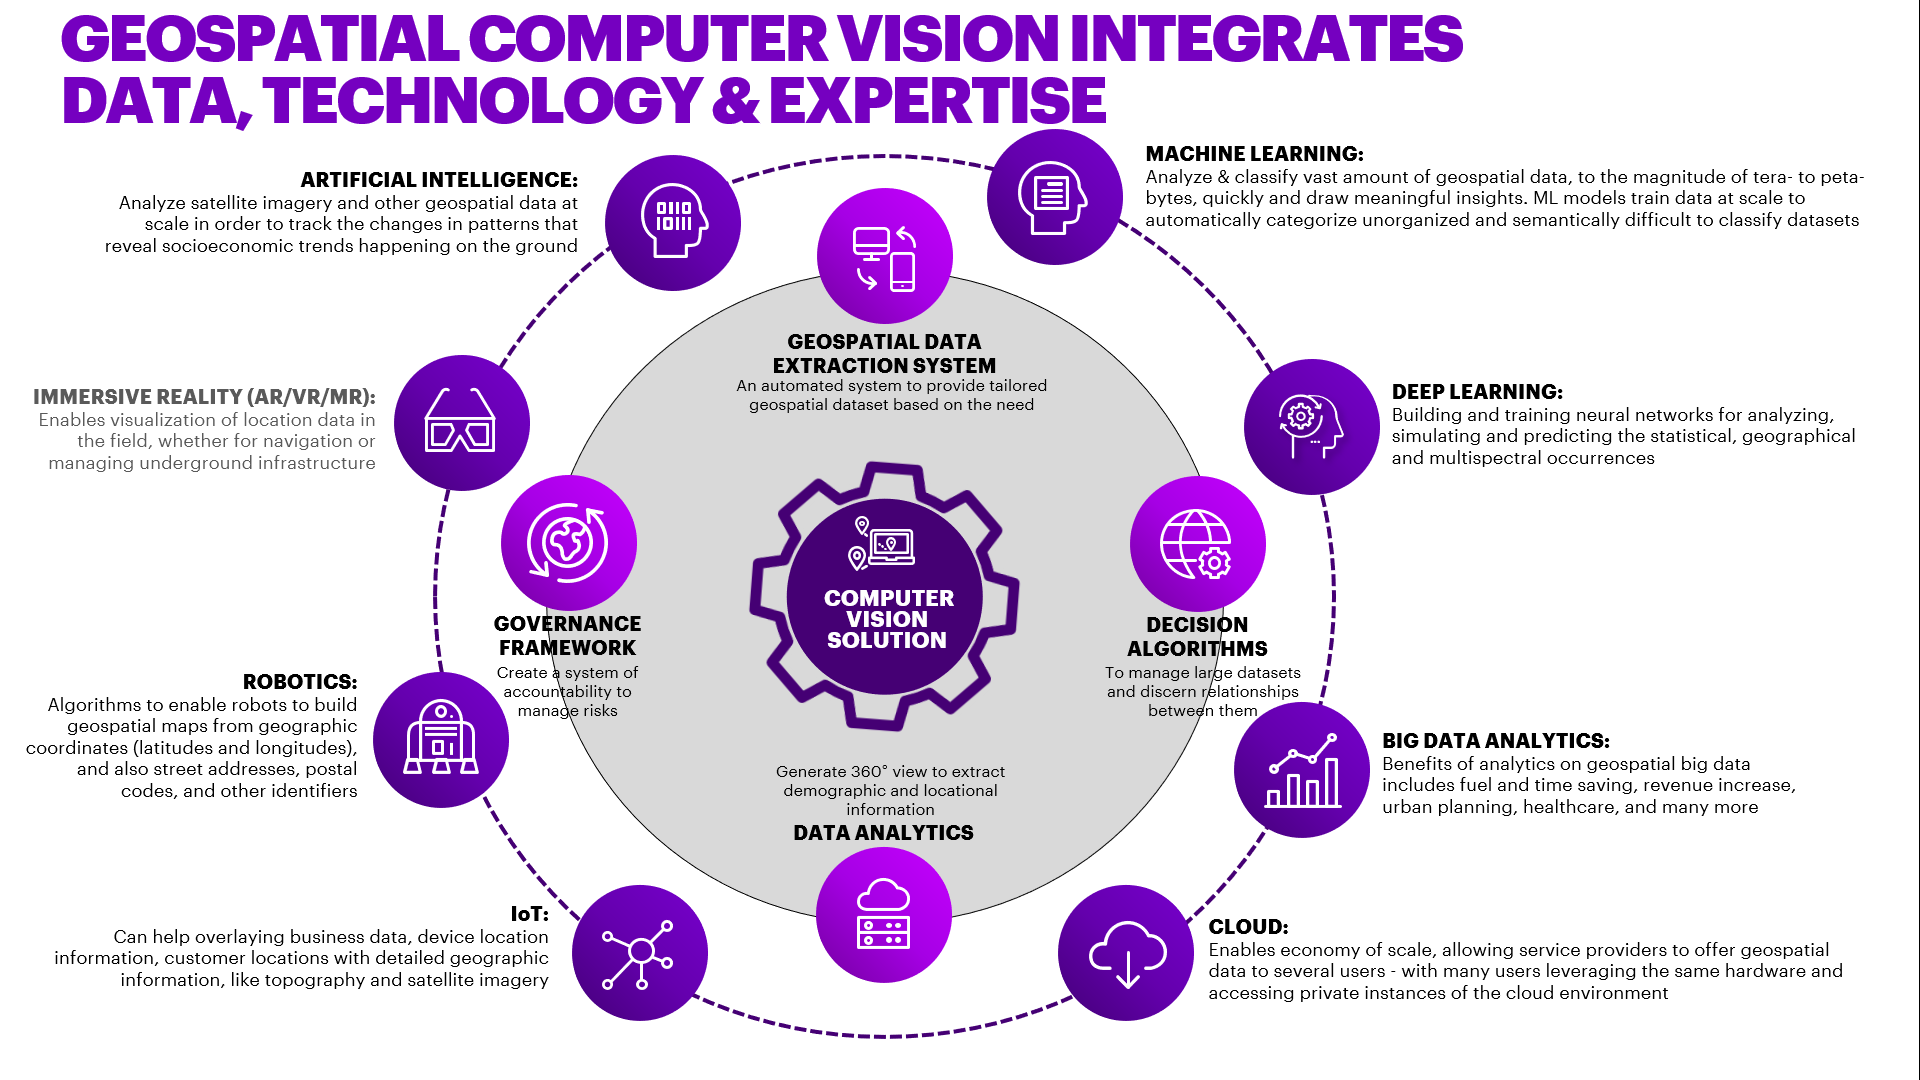 GEOSPATIAL COMPUTER VISION INTEGRATES
DATA, TECHNOLOGY & EXPERTISE
ARTIFICIAL INTELLIGENCE:
Analyze satellite imagery and other geospatial data at
scale in order to track the changes in patterns that
reveal socioeconomic trends happening on the ground
MACHINE LEARNING:
Analyze & classify vast amount of geospatial data, to the magnitude of tera- to peta-
bytes, quickly and draw meaningful insights. ML models train data at scale to
automatically categorize unorganized and semantically difficult to classify datasets
GEOSPATIAL DATA
EXTRACTION SYSTEM
An automated system to provide tailored
geospatial dataset based on the need
IMMERSIVE REALITY (AR/VR/MR):
Enables visualization of location data in
the field, whether for navigation or
managing underground infrastructure
DEEP LEARNING:
Building and training neural networks for analyzing,
simulating and predicting the statistical, geographical
and multispectral occurrences
COMPUTER
VISION
SOLUTION
GOVERNANCE
FRAMEWORK
Create a system of
accountability to
manage risks
DECISION
ALGORITHMS
To manage large datasets
and discern relationships
between them
ROBOTICS:
Algorithms to enable robots to build
geospatial maps from geographic
coordinates (latitudes and longitudes),
and also street addresses, postal
codes, and other identifiers
BIG DATA ANALYTICS:
Benefits of analytics on geospatial big data
includes fuel and time saving, revenue increase,
urban planning, healthcare, and many more
Generate 360° view to extract
demographic and locational
information
DATA ANALYTICS
IoT:
Can help overlaying business data, device location
information, customer locations with detailed geographic
information, like topography and satellite imagery
CLOUD:
Enables economy of scale, allowing service providers to offer geospatial
data to several users - with many users leveraging the same hardware and
accessing private instances of the cloud environment